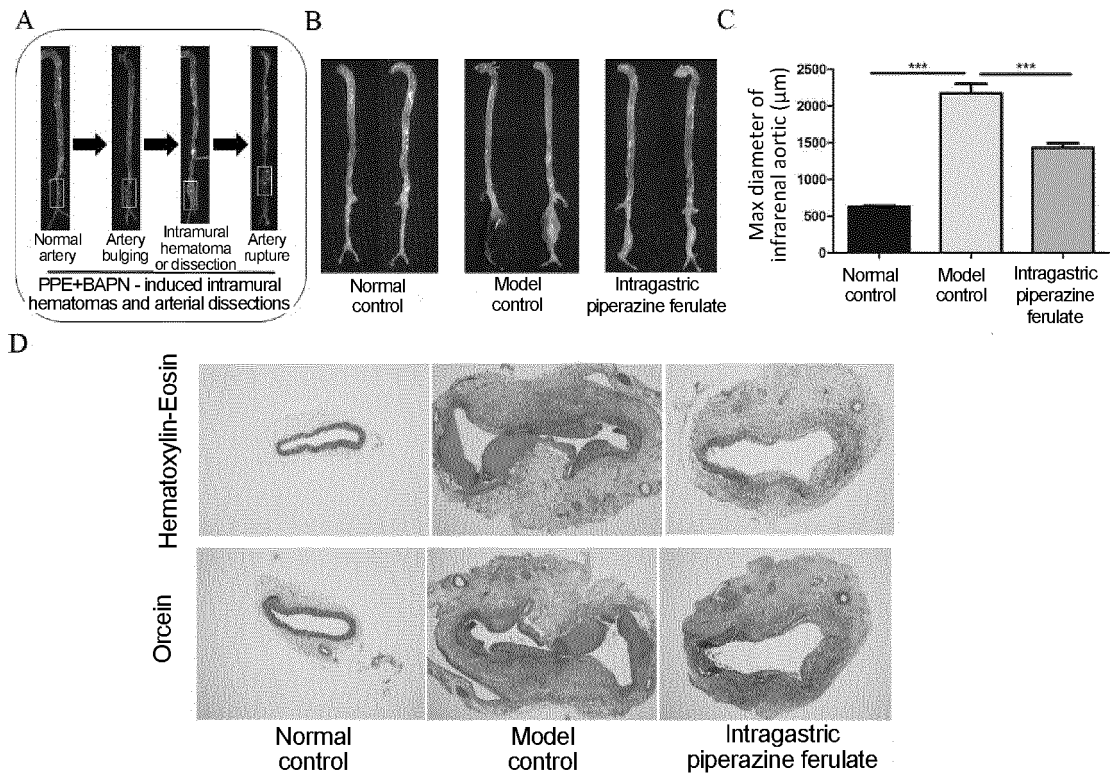 A
Normal
artery
Artery
bulging
Intramural
hematoma
or dissection
Artery
rupture
PPE+BAPN - induced intramural
hematomas and arterial dissections
B
Normal
control
Model
control
Intragastric
piperazine ferulate
C
Max diameter of
infrarenal aortic (μm)
2500
2000
1500
1000
500
0
***
***
Normal
control
Model
control
Intragastric
piperazine
ferulate
D
Hematoxylin-Eosin
Orcein
Normal
control
Model
control
Intragastric
piperazine ferulate